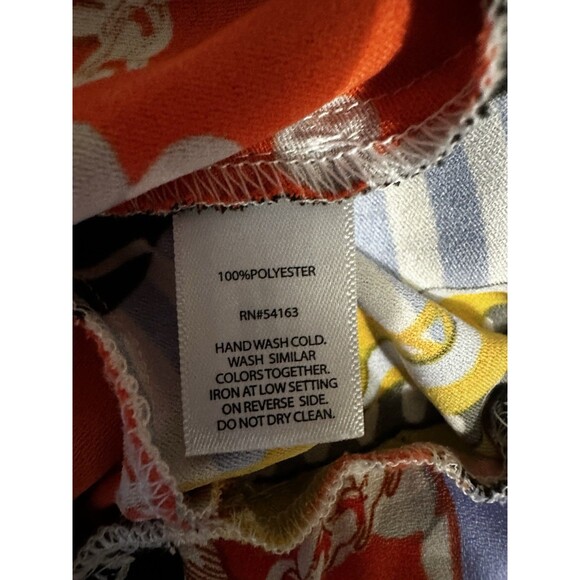 100%POLYESTER
RN#54163
HAND WASH COLD.
WASH SIMILAR
COLORS TOGETHER.
IRON AT LOW SETTING
ON REVERSE SIDE.
DO NOT DRY CLEAN.